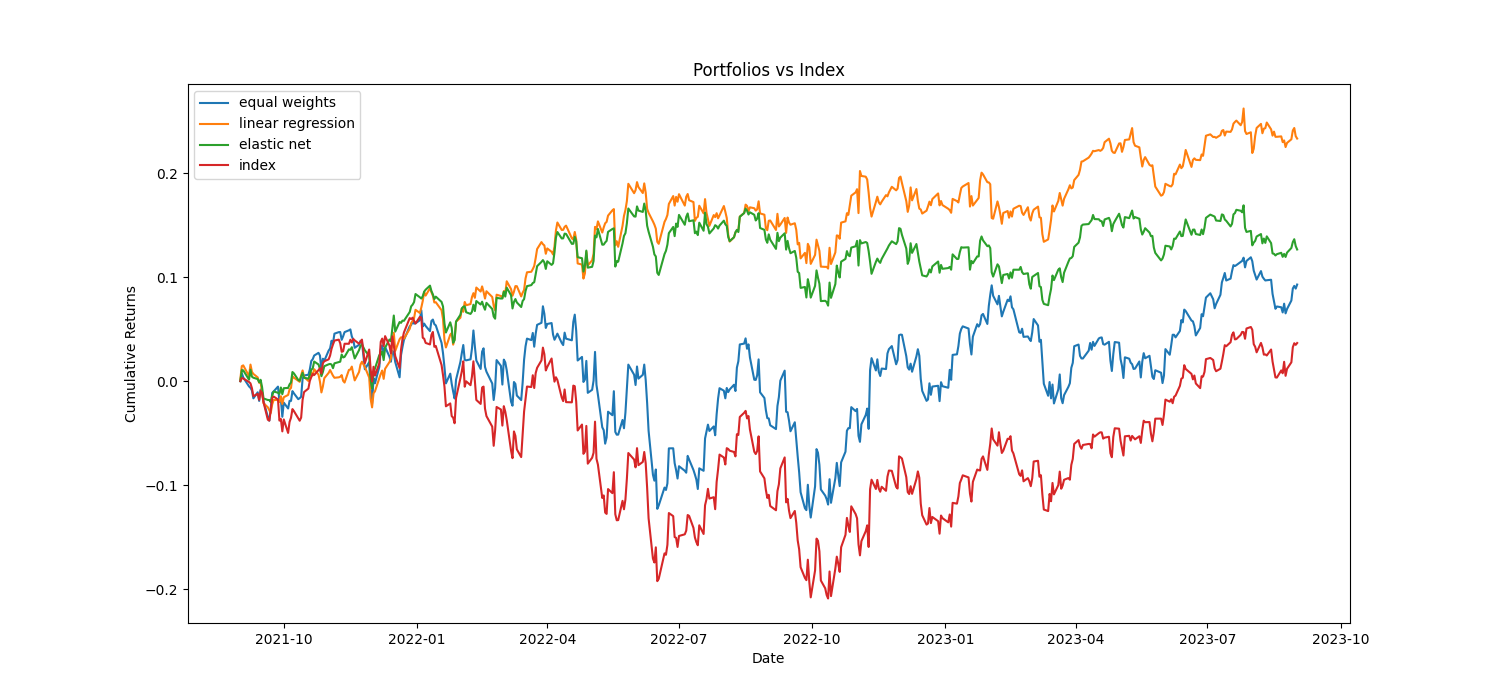 Portfolios vs Index
equal weights
linear regression
elastic net
index
Cumulative Returns
0.2
0.1
0.0
−0.1
−0.2
2021-10 2022-01 2022-04 2022-07 2022-10 2023-01 2023-04 2023-07 2023-10
Date